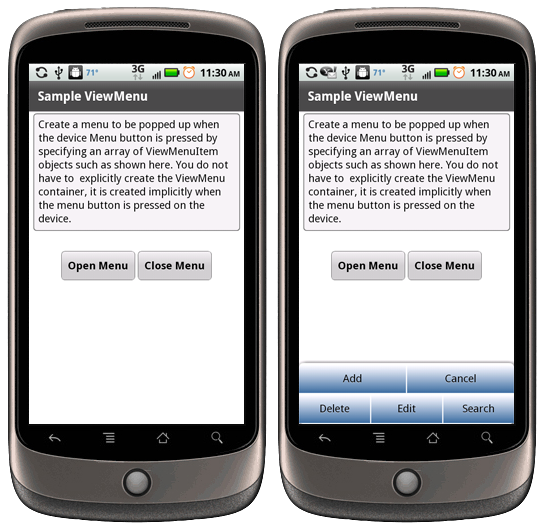 71° 3G 11:30 AM
Sample ViewMenu
Create a menu to be popped up when
the device Menu button is pressed by
specifying an array of ViewMenuItem
objects such as shown here. You do not
have to explicitly create the ViewMenu
container, it is created implicitly when
the menu button is pressed on the
device.
Open Menu Close Menu
71° 3G 11:30 AM
Sample ViewMenu
Create a menu to be popped up when
the device Menu button is pressed by
specifying an array of ViewMenuItem
objects such as shown here. You do not
have to explicitly create the ViewMenu
container, it is created implicitly when
the menu button is pressed on the
device.
Open Menu Close Menu
Add Cancel
Delete Edit Search